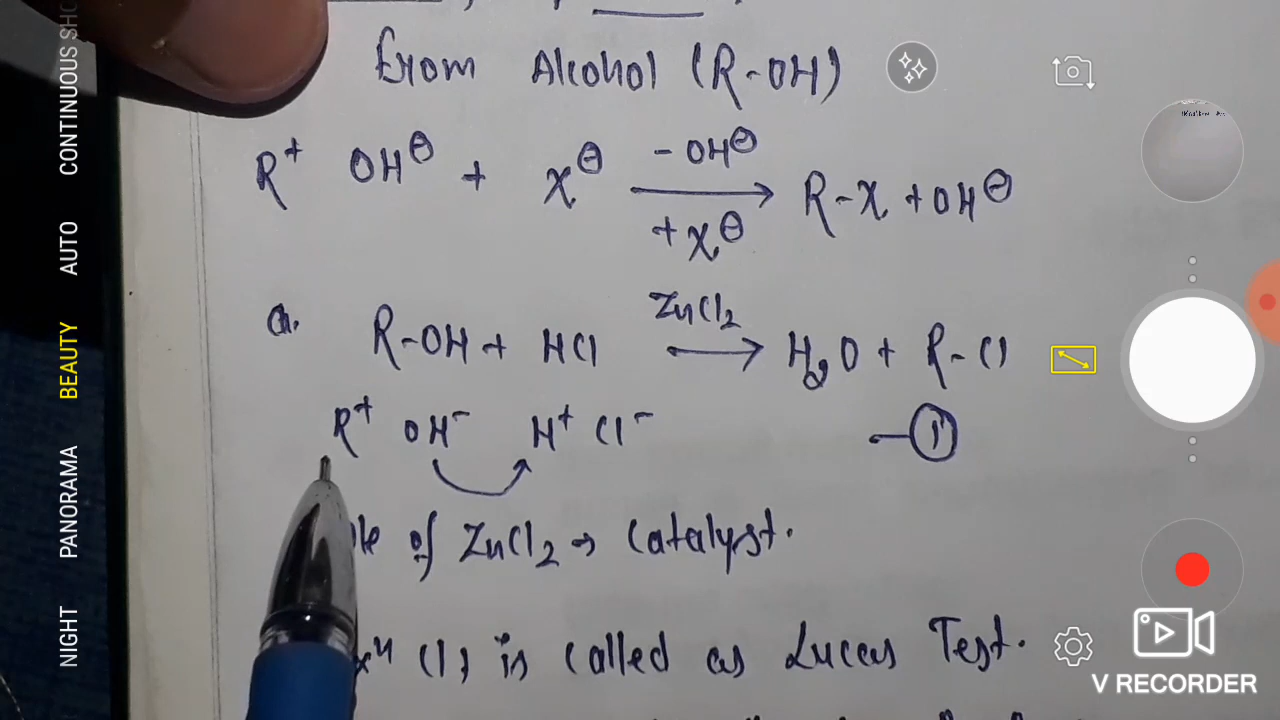 From Alcohol (R-OH)
R⁺ OH⊖ + X⊖ —OH⊖ → R-X + OH⊖
+X⊖
a. R-OH + HCl ZnCl₂ → H₂O + R-Cl
R⁺ OH⁻ H⁺ Cl⁻ —①
of ZnCl₂ ⇒ Catalyst.
(1) is called as Lucas Test.
CONTINUOUS SHO
AUTO
BEAUTY
PANORAMA
NIGHT
V RECORDER